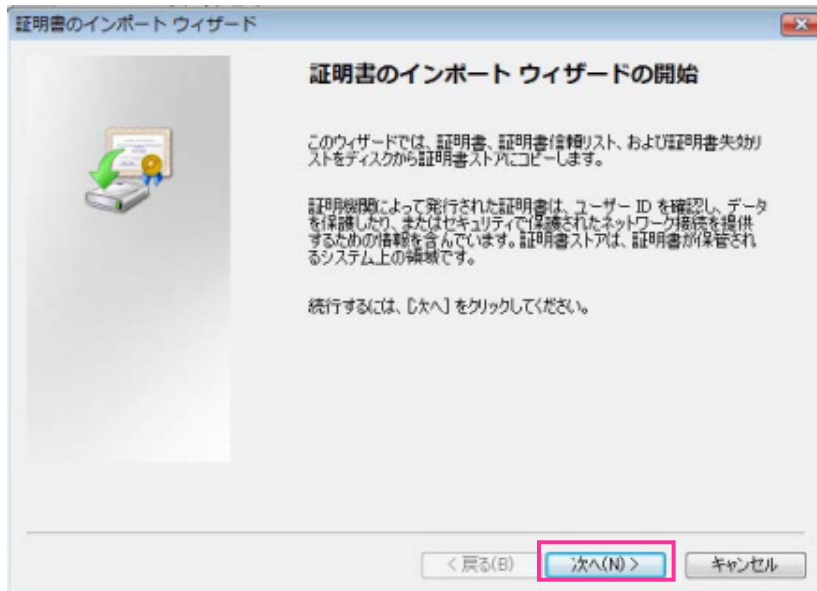 証明書のインポート ウィザード
証明書のインポート ウィザードの開始
このウィザードでは、証明書、証明書信頼リスト、および証明書失効リ
ストをディスクから証明書ストアにコピーします。
証明機関によって発行された証明書は、ユーザー ID を確認し、データ
を保護したり、またはセキュリティで保護されたネットワーク接続を提供
するための情報を含んでいます。証明書ストアは、証明書が保管され
るシステム上の領域です。
続行するには、[次へ] をクリックしてください。
< 戻る(B)
次へ(N) >
キャンセル